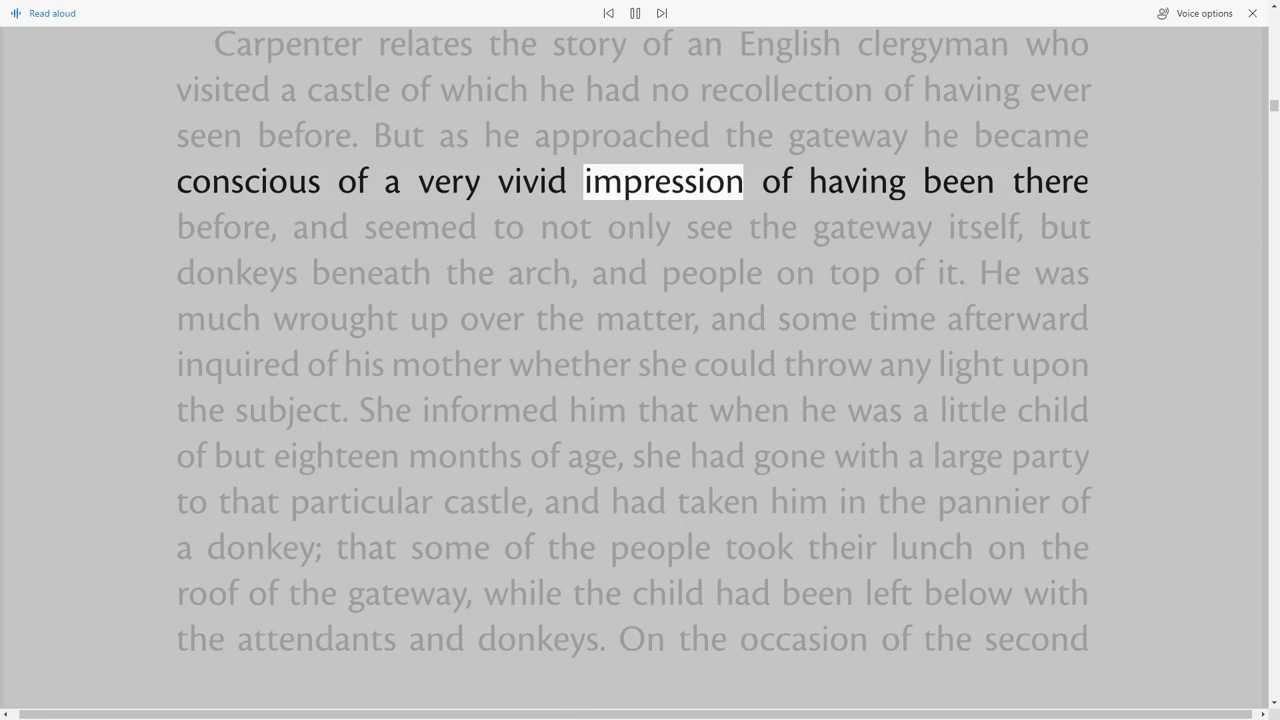 Read aloud
Voice options
Carpenter relates the story of an English clergyman who
visited a castle of which he had no recollection of having ever
seen before. But as he approached the gateway he became
conscious of a very vivid impression of having been there
before, and seemed to not only see the gateway itself, but
donkeys beneath the arch, and people on top of it. He was
much wrought up over the matter, and some time afterward
inquired of his mother whether she could throw any light upon
the subject. She informed him that when he was a little child
of but eighteen months of age, she had gone with a large party
to that particular castle, and had taken him in the pannier of
a donkey; that some of the people took their lunch on the
roof of the gateway, while the child had been left below with
the attendants and donkeys. On the occasion of the second